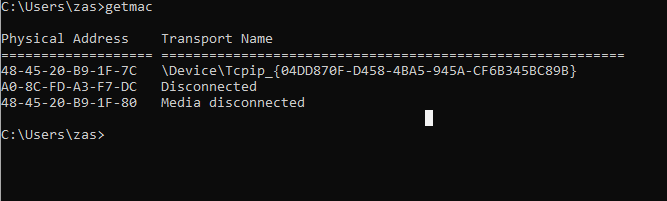 C:\Users\zas>getmac
Physical Address    Transport Name
=================== ==========================================================
48-45-20-B9-1F-7C   \Device\Tcpip_{04DD870F-D458-4BA5-945A-CF6B345BC89B}
A0-8C-FD-A3-F7-DC   Disconnected
48-45-20-B9-1F-80   Media disconnected
C:\Users\zas>